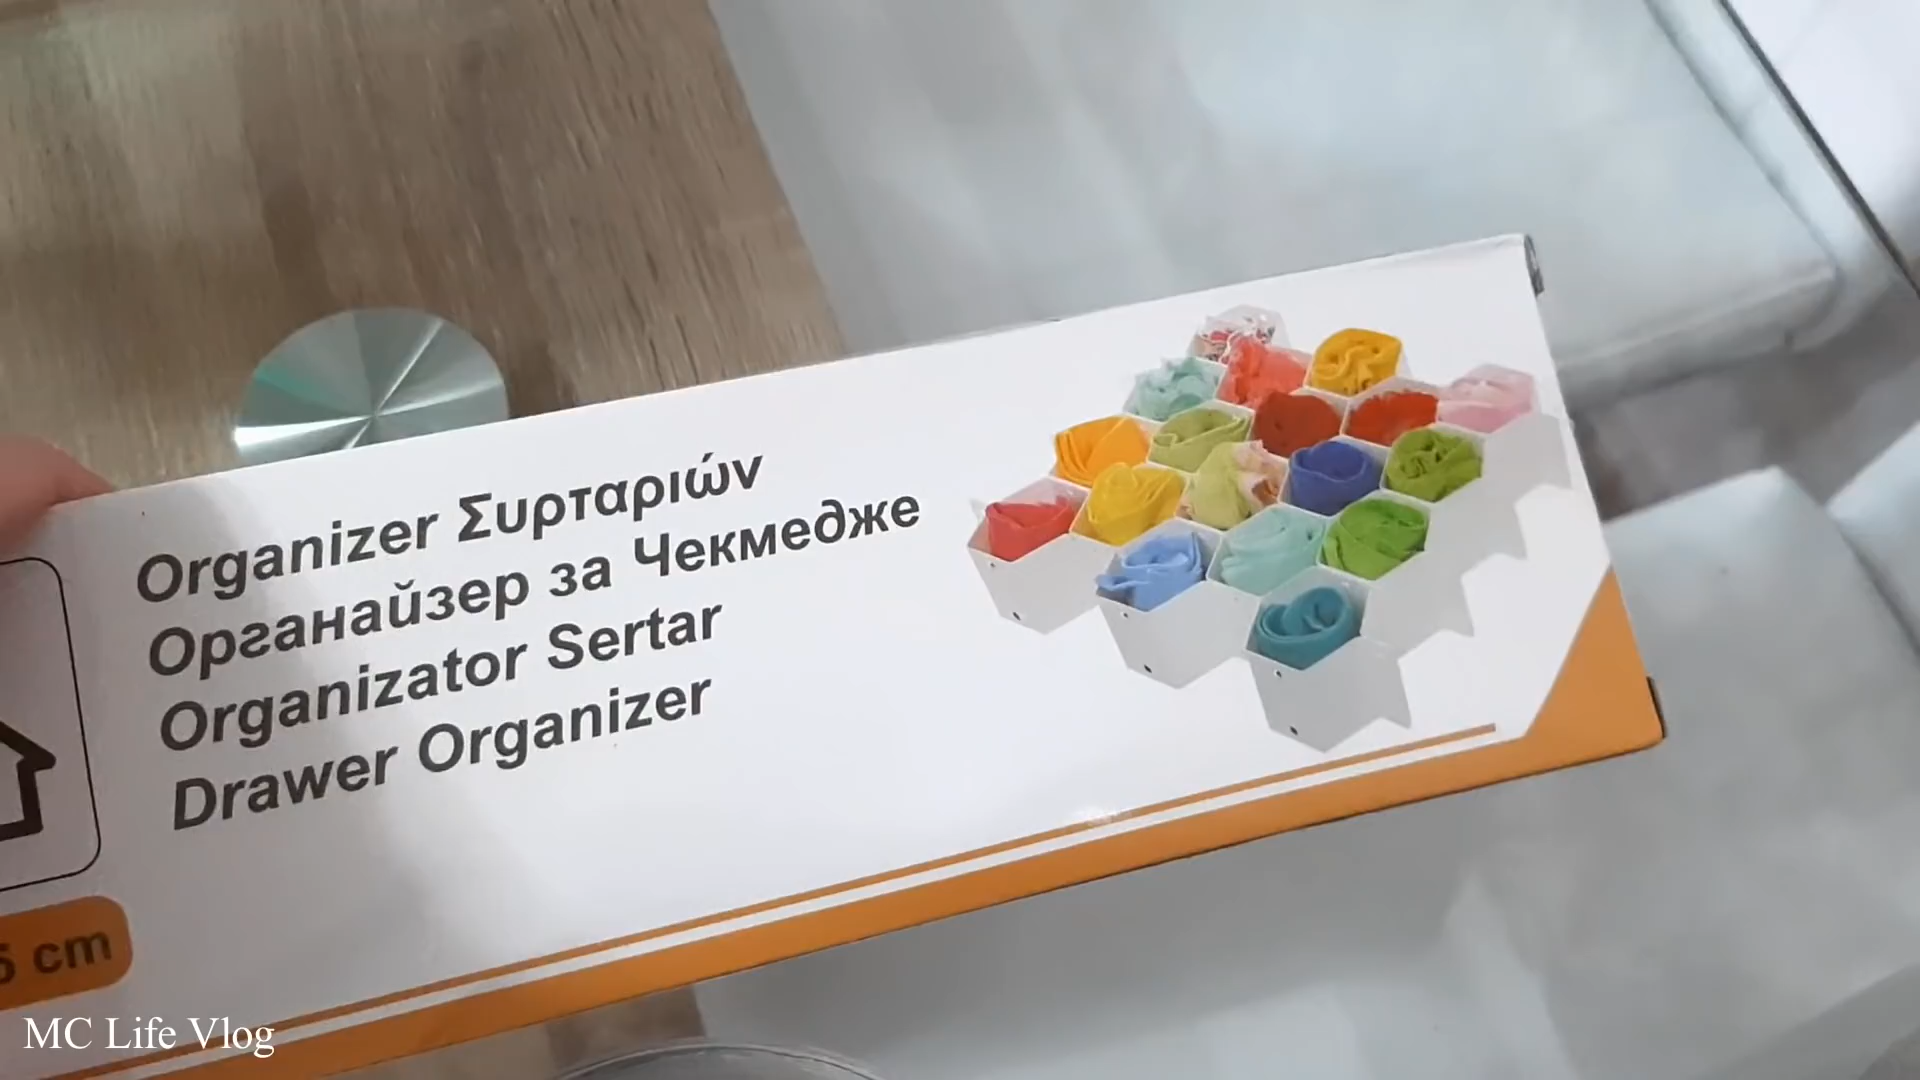 Organizer Συρταριών
Органайзер за Чекмедже
Organizator Sertar
Drawer Organizer
cm
MC Life Vlog